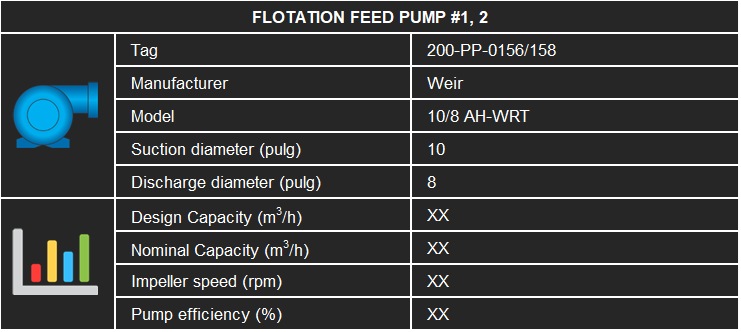 FLOTATION FEED PUMP #1, 2
Tag 200-PP-0156/158
Manufacturer Weir
Model 10/8 AH-WRT
Suction diameter (pulg) 10
Discharge diameter (pulg) 8
Design Capacity (m³/h) XX
Nominal Capacity (m³/h) XX
Impeller speed (rpm) XX
Pump efficiency (%) XX